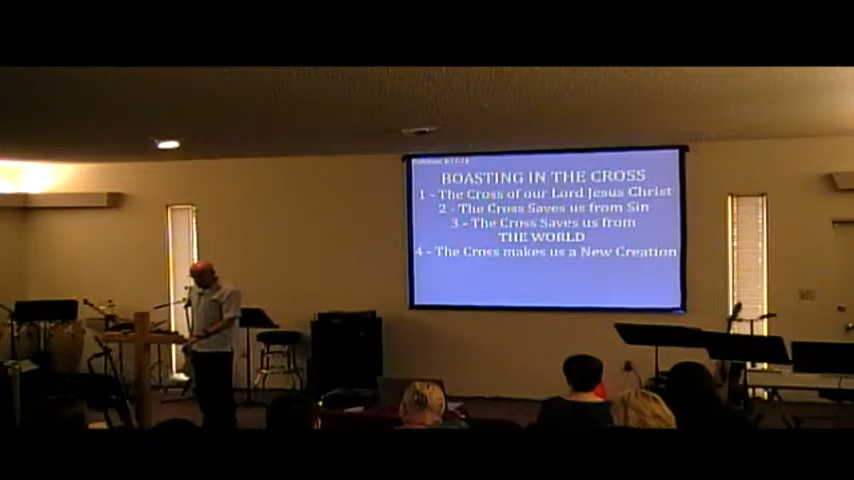 BOASTING IN THE CROSS
1 - The Cross of our Lord Jesus Christ
2 - The Cross Saves us from Sin
3 - The Cross Saves us from
THE WORLD
4 - The Cross makes us a New Creation